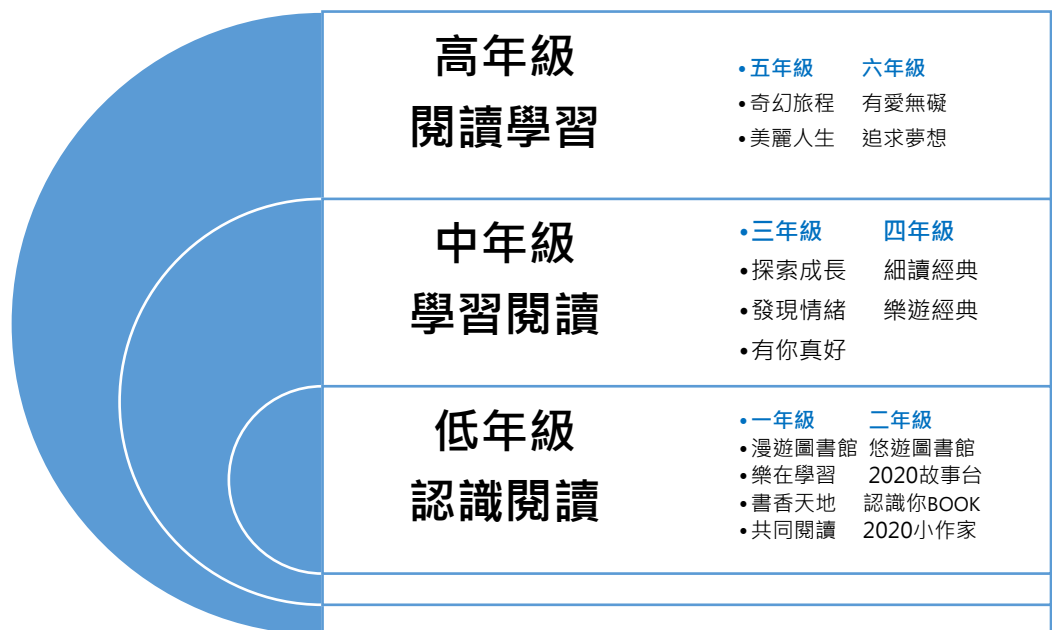 高年級
閱讀學習
•五年級 六年級
•奇幻旅程 有愛無礙
•美麗人生 追求夢想
中年級
學習閱讀
•三年級 四年級
•探索成長 細讀經典
•發現情緒 樂遊經典
•有你真好
低年級
認識閱讀
•一年級 二年級
•漫遊圖書館 悠遊圖書館
•樂在學習 2020故事台
•書香天地 認識你BOOK
•共同閱讀 2020小作家